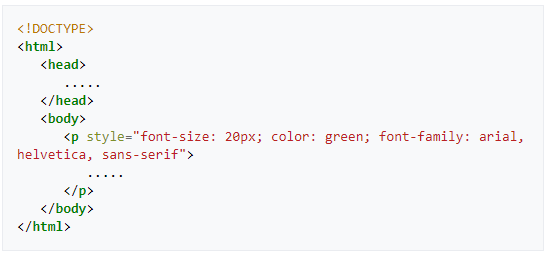 <!DOCTYPE>
<html>
   <head>
      .....
   </head>
   <body>
      <p style="font-size: 20px; color: green; font-family: arial,
helvetica, sans-serif">
         .....
      </p>
   </body>
</html>